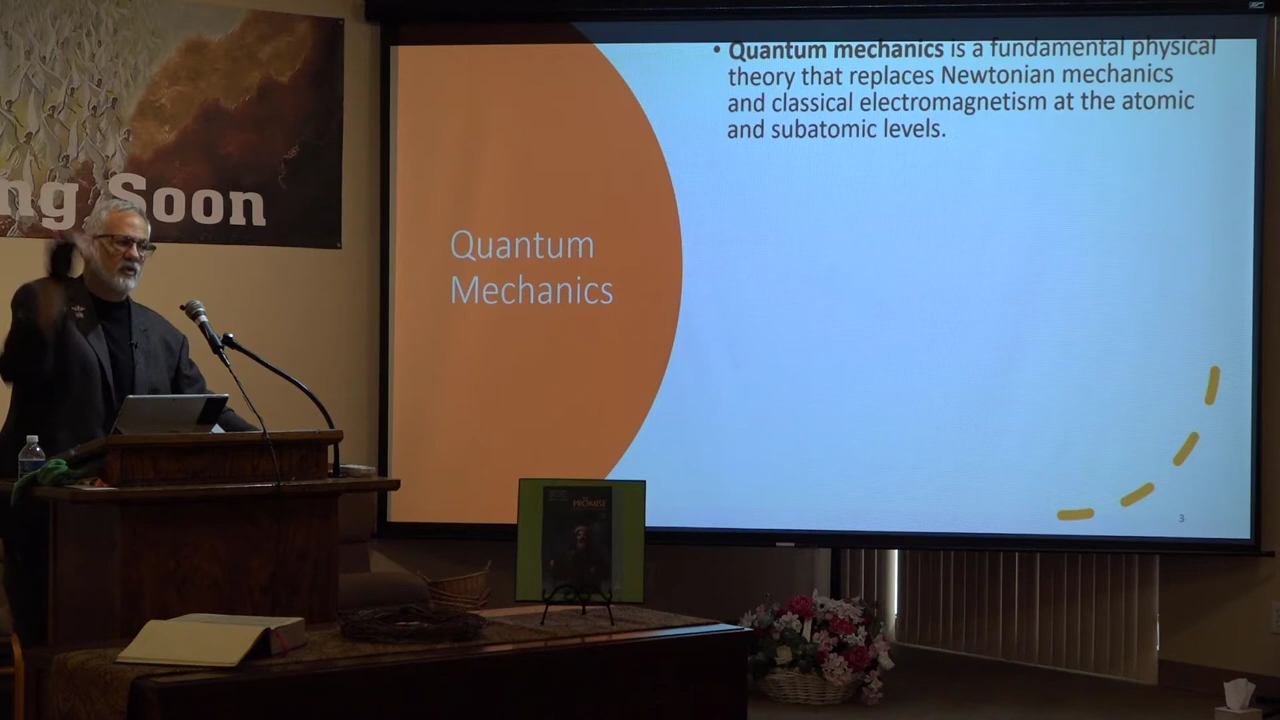 ng Soon
Quantum
Mechanics
• Quantum mechanics is a fundamental physical
theory that replaces Newtonian mechanics
and classical electromagnetism at the atomic
and subatomic levels.
3
PROMISE